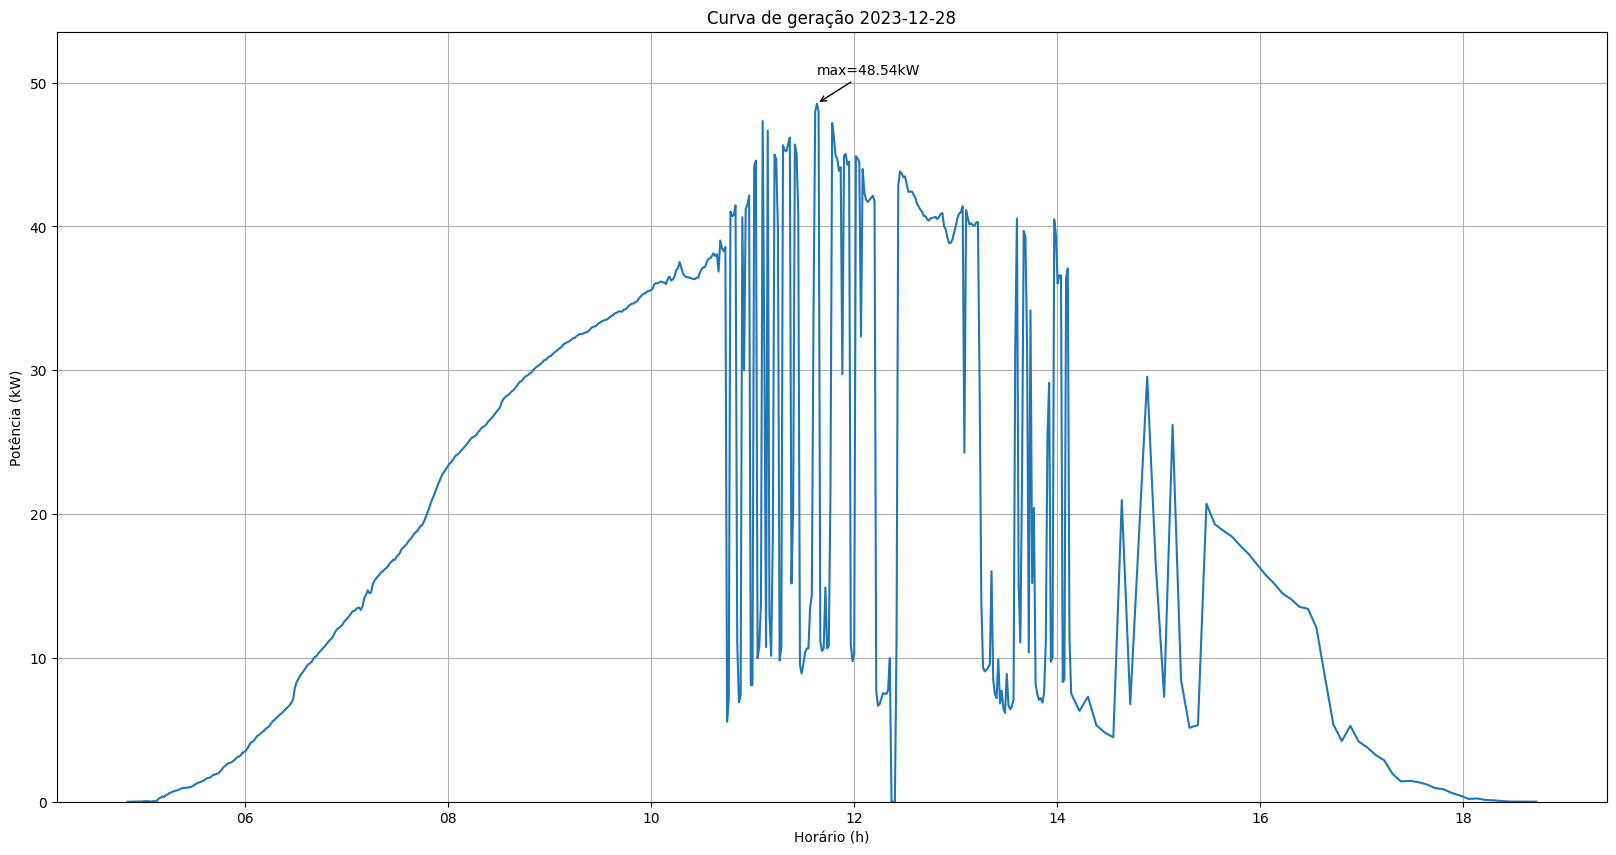 Curva de geração 2023-12-28
max=48.54kW
50
40
30
20
10
0
Potência (kW)
06 08 10 12 14 16 18
Horário (h)